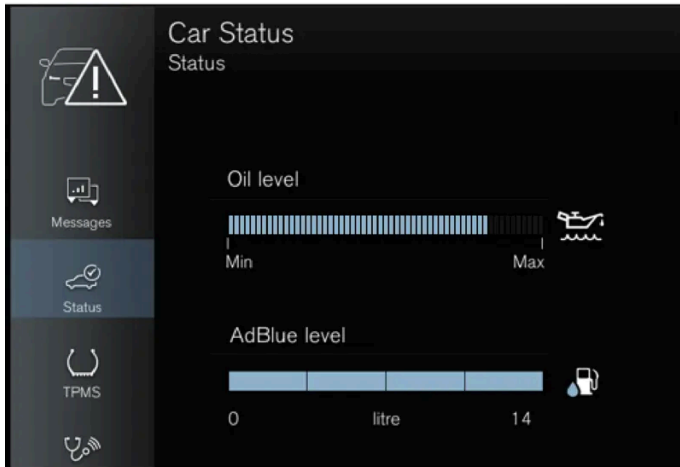 Car Status
Status
Messages
Status
TPMS
Oil level
Min Max
AdBlue level
0 litre 14